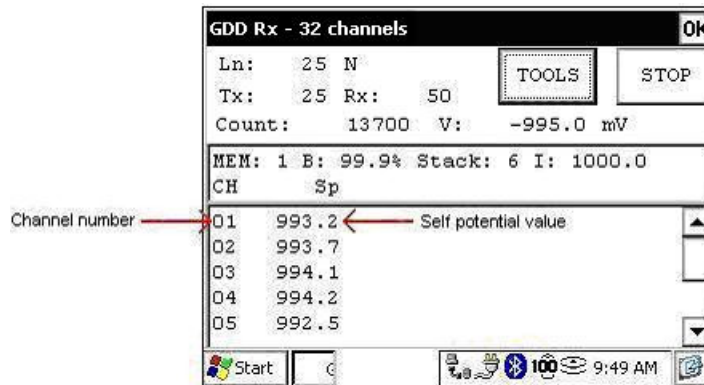 GDD Rx - 32 channels OK
Ln: 25 N
TOOLS STOP
Tx: 25 Rx: 50
Count: 13700 V: -995.0 mV
MEM: 1 B: 99.9% Stack: 6 I: 1000.0
CH Sp
Channel number 01 993.2 Self potential value
02 993.7
03 994.1
04 994.2
05 992.5
Start 100 9:49 AM